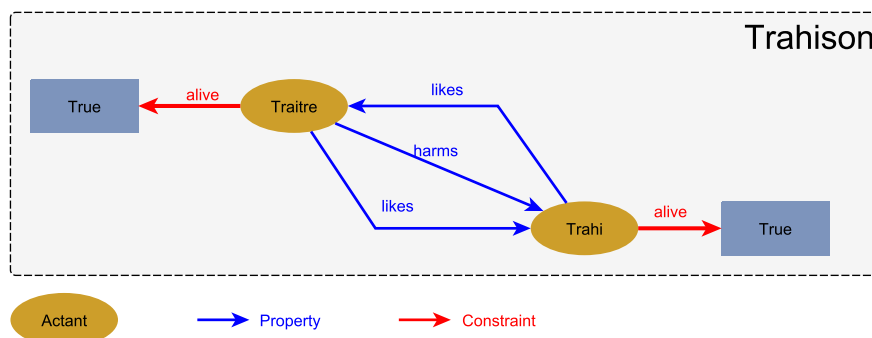 Trahison
likes
True
alive
Traitre
harms
likes
alive
Trahi
True
Actant
Property
Constraint